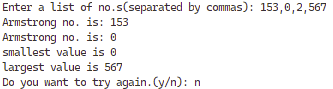 Enter a list of no.s(separated by commas): 153,0,2,567
Armstrong no. is: 153
Armstrong no. is: 0
smallest value is 0
largest value is 567
Do you want to try again.(y/n): n